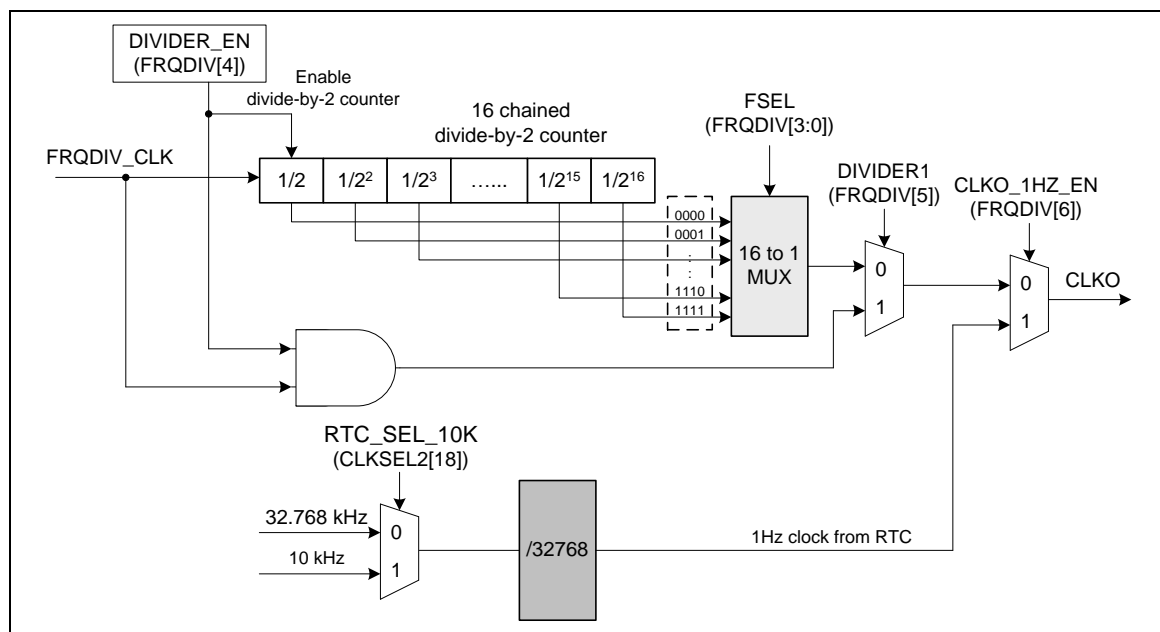 DIVIDER_EN
(FRQDIV[4])
Enable
divide-by-2 counter
16 chained
divide-by-2 counter
FSEL
(FRQDIV[3:0])
FRQDIV_CLK
DIVIDER1
(FRQDIV[5])
CLKO_1HZ_EN
(FRQDIV[6])
1/2
1/2²
1/2³
…...
1/2¹⁵
1/2¹⁶
0000
0001
:
:
1110
1111
16 to 1
MUX
0
1
0
1
CLKO
RTC_SEL_10K
(CLKSEL2[18])
32.768 kHz
10 kHz
0
1
/32768
1Hz clock from RTC